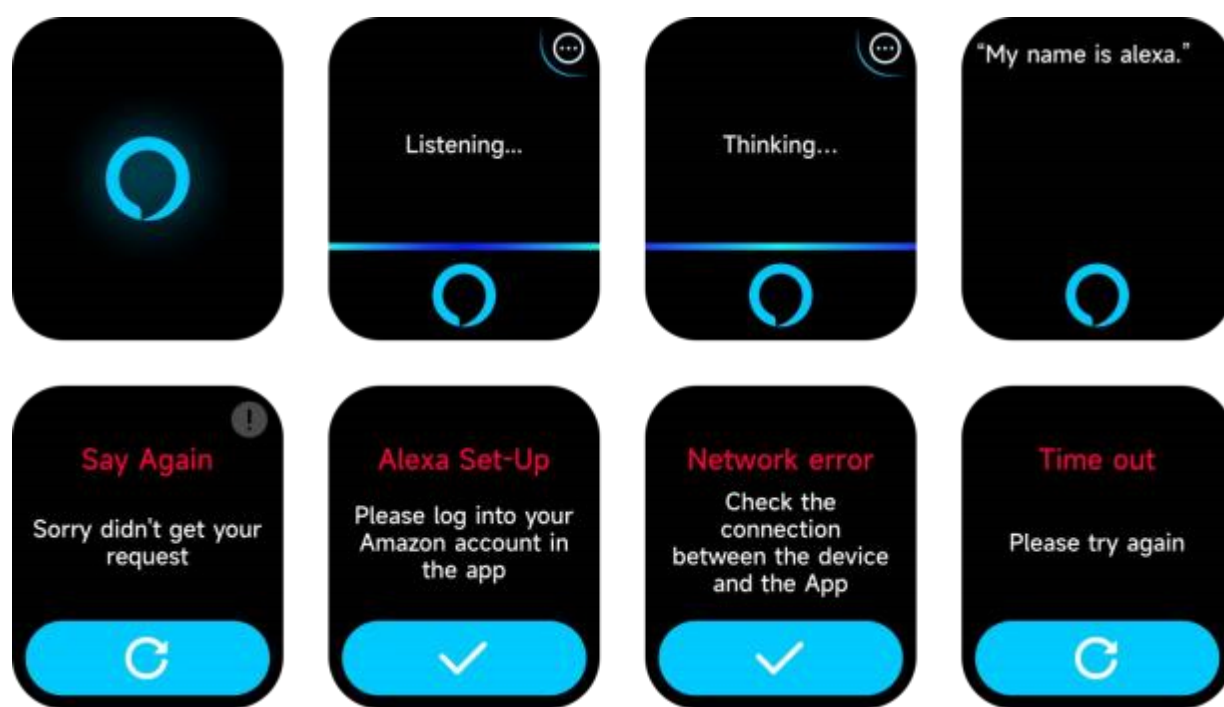 Listening...
Thinking...
“My name is alexa.”
Say Again
Sorry didn't get your
request
Alexa Set-Up
Please log into your
Amazon account in
the app
Network error
Check the
connection
between the device
and the App
Time out
Please try again